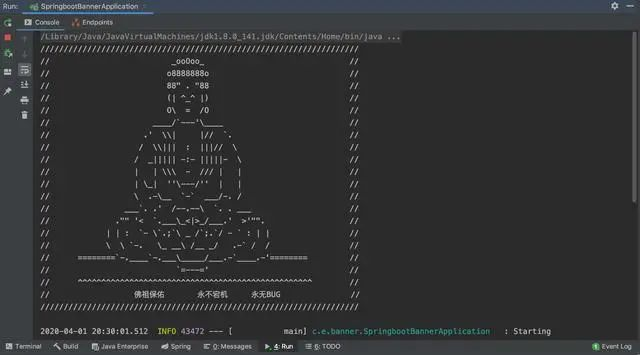 Run: SpringbootBannerApplication
Console Endpoints
/Library/Java/JavaVirtualMachines/jdk1.8.0_141.jdk/Contents/Home/bin/java ...
////////////////////////////////////////////////////////////////////
//                          _ooOoo_                               //
//                         o8888888o                              //
//                         88" . "88                              //
//                         (| ^_^ |)                              //
//                         O\  =  /O                              //
//                      ____/`---'\____                           //
//                    .'  \\|     |//  `.                         //
//                   /  \\|||  :  |||//  \                        //
//                  /  _||||| -:- |||||-  \                       //
//                  |   | \\\  -  /// |   |                       //
//                  | \_|  ''\---/''  |   |                       //
//                  \  .-\__  `-`  ___/-. /                       //
//                ___`. .'  /--.--\  `. . ___                     //
//              ."" '<  `.___\_<|>_/___.'  >'"".                  //
//            | | :  `- \`.;`\ _ /`;.`/ - ` : | |                 //
//            \  \ `-.   \_ __\ /__ _/   .-` /  /                 //
//      ========`-.____`-.___\_____/___.-`____.-'========         //
//                           `=---='                              //
//      ^^^^^^^^^^^^^^^^^^^^^^^^^^^^^^^^^^^^^^^^^^^^^^^^^^        //
//            佛祖保佑       永不宕机     永无BUG                  //
////////////////////////////////////////////////////////////////////
2020-04-01 20:30:01.512  INFO 43472 --- [           main] c.e.banner.SpringbootBannerApplication   : Starting
Terminal Build Java Enterprise Spring 0: Messages 4: Run 6: TODO 1 Event Log